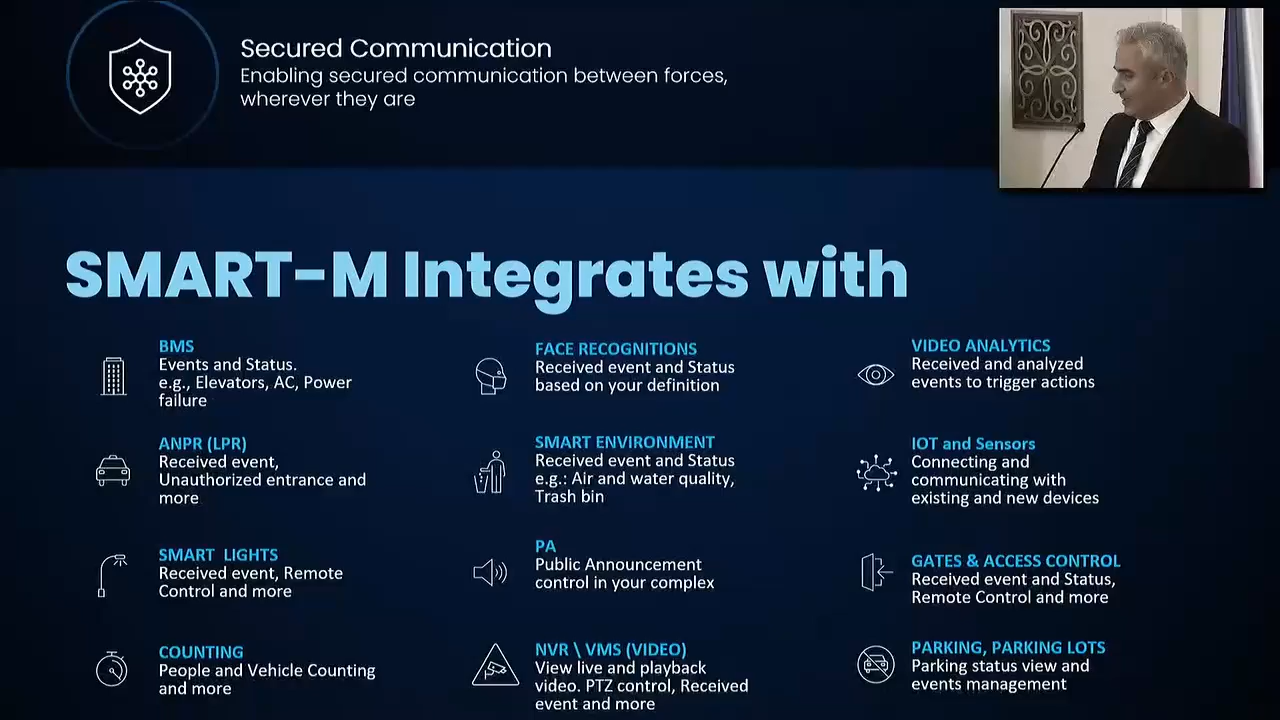 Secured Communication
Enabling secured communication between forces,
wherever they are
SMART-M Integrates with
BMS
Events and Status.
e.g., Elevators, AC, Power
failure
FACE RECOGNITIONS
Received event and Status
based on your definition
VIDEO ANALYTICS
Received and analyzed
events to trigger actions
ANPR (LPR)
Received event,
Unauthorized entrance and
more
SMART ENVIRONMENT
Received event and Status
e.g.: Air and water quality,
Trash bin
IOT and Sensors
Connecting and
communicating with
existing and new devices
SMART  LIGHTS
Received event, Remote
Control and more
PA
Public Announcement
control in your complex
GATES & ACCESS CONTROL
Received event and Status,
Remote Control and more
COUNTING
People and Vehicle Counting
and more
NVR \ VMS (VIDEO)
View live and playback
video. PTZ control, Received
event and more
PARKING, PARKING LOTS
Parking status view and
events management